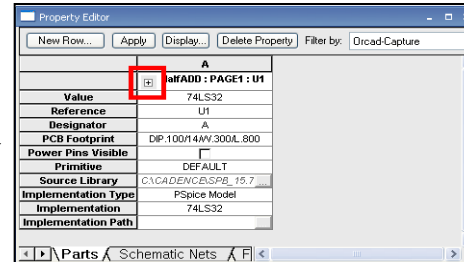 Property Editor
New Row... Apply Display... Delete Property Filter by: Orcad-Capture
A
HalfADD : PAGE1 : U1
Value 74LS32
Reference U1
Designator A
PCB Footprint DIP.100/14/W.300/L.800
Power Pins Visible
Primitive DEFAULT
Source Library C:\CADENCE\SPB_15.7 ...
Implementation Type PSpice Model
Implementation 74LS32
Implementation Path
Parts Schematic Nets F